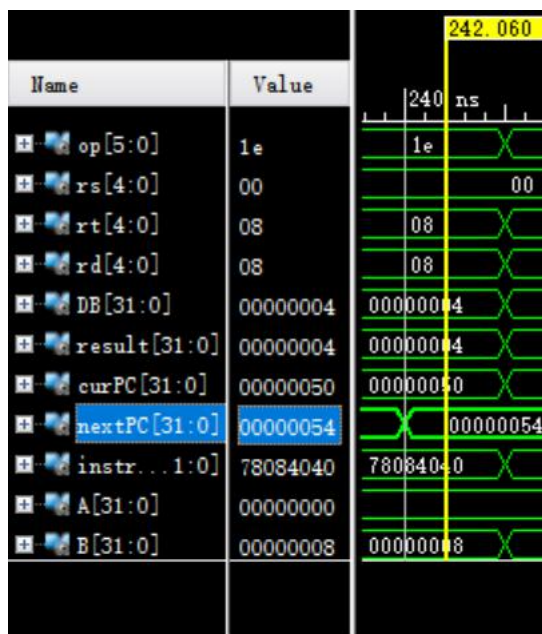 242.060
Name Value
240 ns
op[5:0] 1e 1e
rs[4:0] 00 00
rt[4:0] 08 08
rd[4:0] 08 08
DB[31:0] 00000004 00000004
result[31:0] 00000004 00000004
curPC[31:0] 00000050 00000050
nextPC[31:0] 00000054 00000054
instr...1:0] 78084040 78084040
A[31:0] 00000000
B[31:0] 00000008 00000008